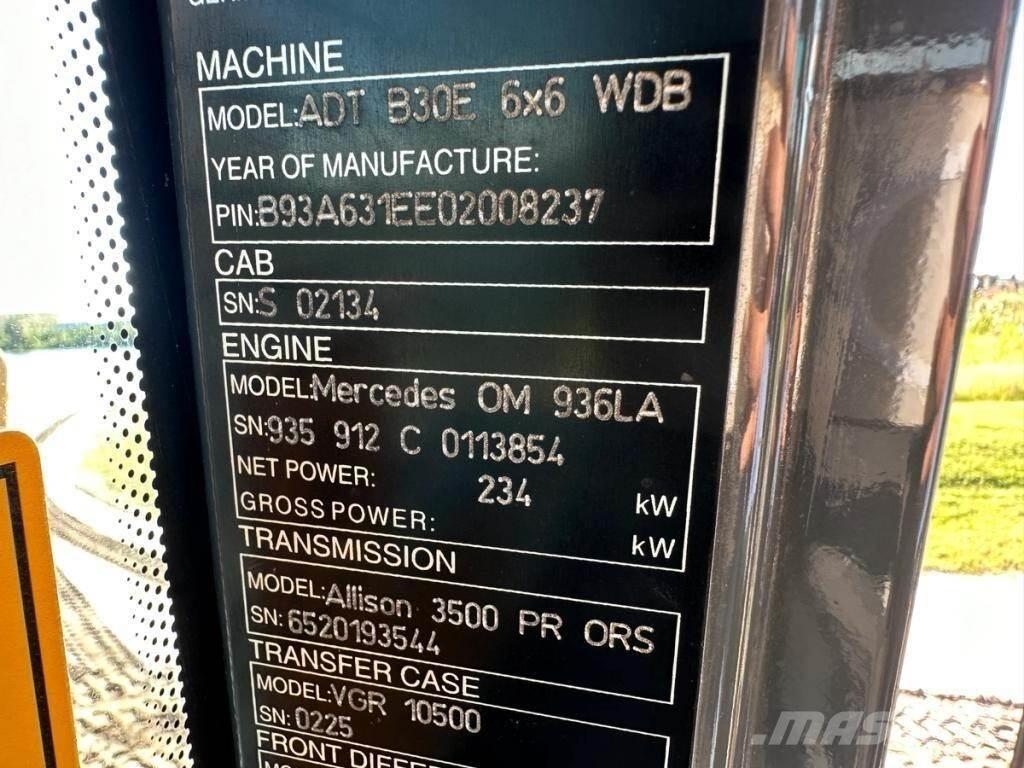 MACHINE
MODEL:ADT B30E 6x6 WDB
YEAR OF MANUFACTURE:
PIN:B93A631EE02008237
CAB
SN:S 02134
ENGINE
MODEL:Mercedes OM 936LA
SN:935 912 C 0113854
NET POWER: 234 kW
GROSS POWER: kW
TRANSMISSION
MODEL:Allison 3500 PR ORS
SN:6520193544
TRANSFER CASE
MODEL:VGR 10500
SN:0225
FRONT